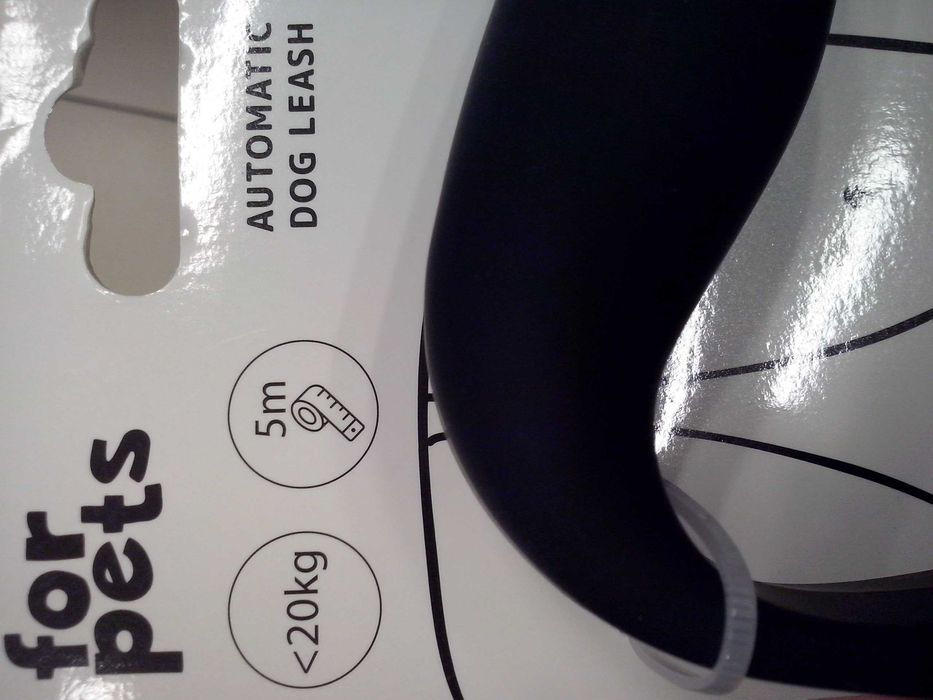 for
pets
<20kg
5m
AUTOMATIC
DOG LEASH